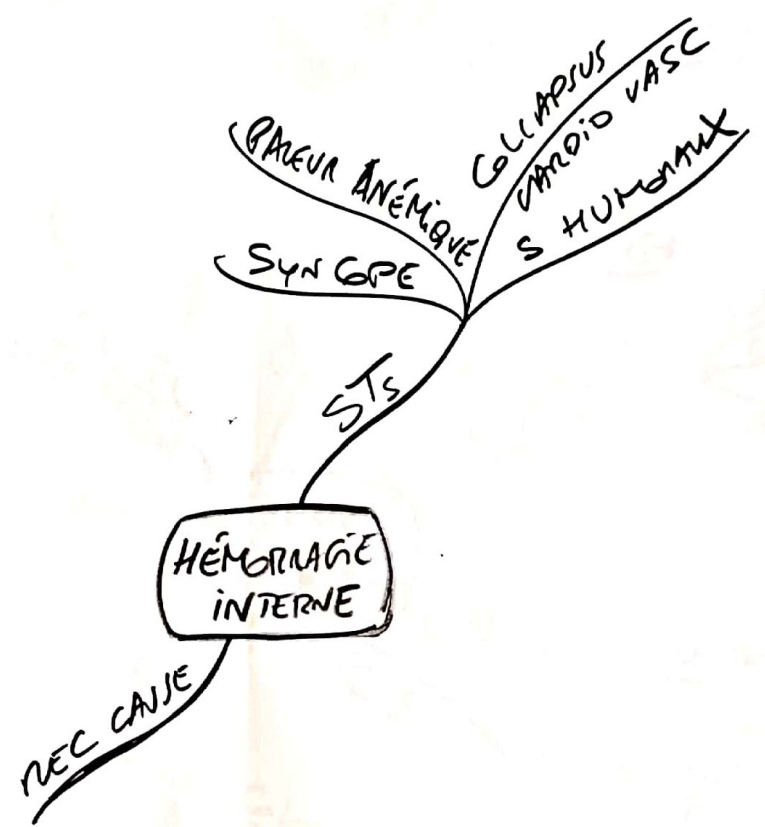 COLLAPSUS
CARDIO VASC
S HUMORAUX
PALEUR ANÉMIQUE
SYNCOPE
STs
HÉMORRAGIE
INTERNE
REC CAUSE